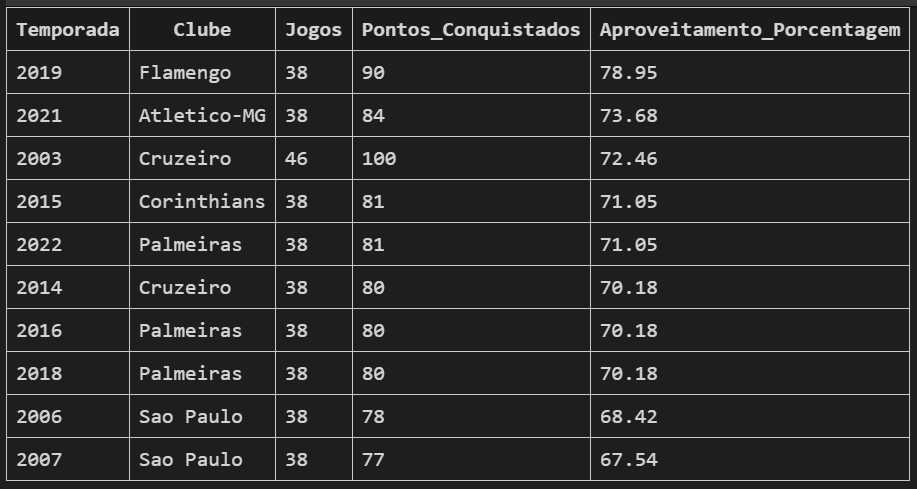 Temporada Clube Jogos Pontos_Conquistados Aproveitamento_Porcentagem
2019 Flamengo 38 90 78.95
2021 Atletico-MG 38 84 73.68
2003 Cruzeiro 46 100 72.46
2015 Corinthians 38 81 71.05
2022 Palmeiras 38 81 71.05
2014 Cruzeiro 38 80 70.18
2016 Palmeiras 38 80 70.18
2018 Palmeiras 38 80 70.18
2006 Sao Paulo 38 78 68.42
2007 Sao Paulo 38 77 67.54